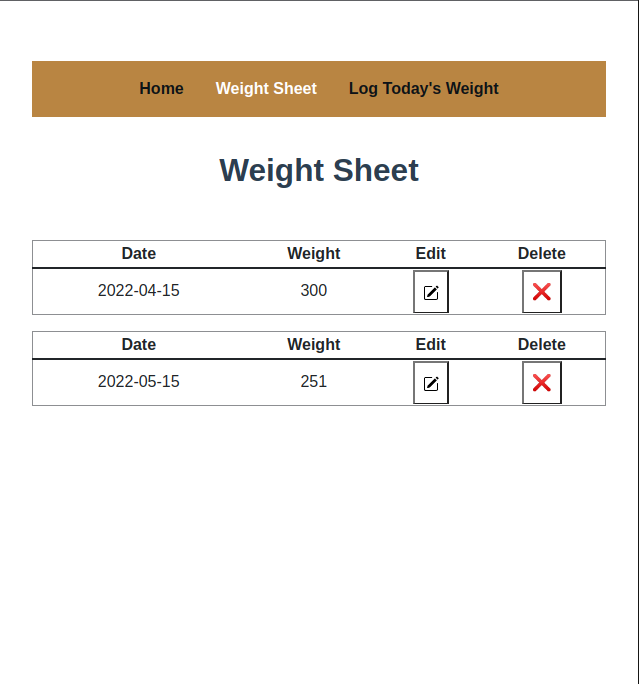 Home Weight Sheet Log Today's Weight
Weight Sheet
Date Weight Edit Delete
2022-04-15 300
Date Weight Edit Delete
2022-05-15 251